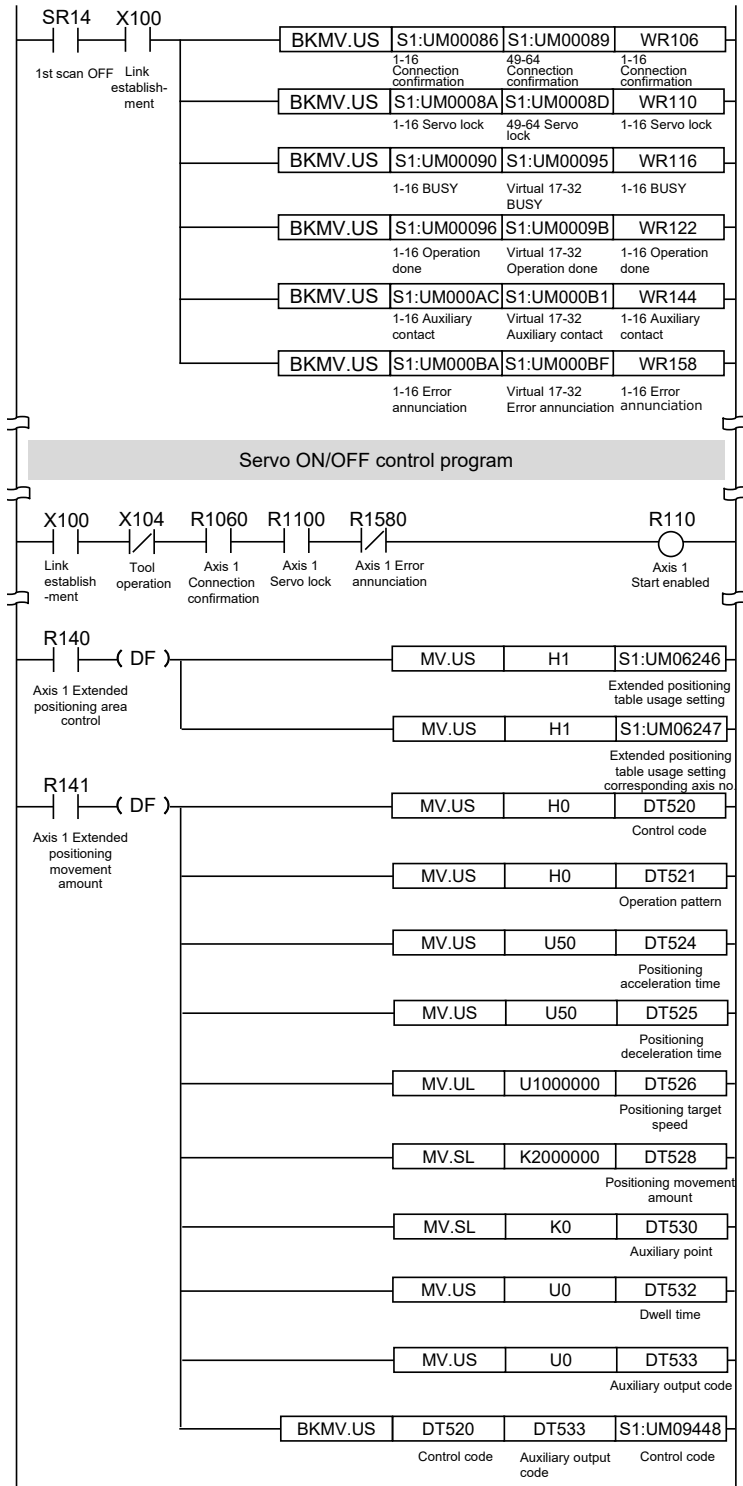 SR14 X100
BKMV.US S1:UM00086 S1:UM00089 WR106
1st scan OFF Link
establish-
ment
1-16
Connection
confirmation
49-64
Connection
confirmation
1-16
Connection
confirmation
BKMV.US S1:UM0008A S1:UM0008D WR110
1-16 Servo lock
49-64 Servo
lock
1-16 Servo lock
BKMV.US S1:UM00090 S1:UM00095 WR116
1-16 BUSY
Virtual 17-32
BUSY
1-16 BUSY
BKMV.US S1:UM00096 S1:UM0009B WR122
1-16 Operation
done
Virtual 17-32
Operation done
1-16 Operation
done
BKMV.US S1:UM000AC S1:UM000B1 WR144
1-16 Auxiliary
contact
Virtual 17-32
Auxiliary contact
1-16 Auxiliary
contact
BKMV.US S1:UM000BA S1:UM000BF WR158
1-16 Error
annunciation
Virtual 17-32
Error annunciation
1-16 Error
annunciation
Servo ON/OFF control program
X100 X104 R1060 R1100 R1580 R110
Link
establish
-ment
Tool
operation
Axis 1
Connection
confirmation
Axis 1
Servo lock
Axis 1 Error
annunciation
Axis 1
Start enabled
R140
( DF ) MV.US H1 S1:UM06246
Axis 1 Extended
positioning area
control
Extended positioning
table usage setting
MV.US H1 S1:UM06247
Extended positioning
table usage setting
corresponding axis no.
R141
( DF ) MV.US H0 DT520
Axis 1 Extended
positioning
movement
amount
Control code
MV.US H0 DT521
Operation pattern
MV.US U50 DT524
Positioning
acceleration time
MV.US U50 DT525
Positioning
deceleration time
MV.UL U1000000 DT526
Positioning target
speed
MV.SL K2000000 DT528
Positioning movement
amount
MV.SL K0 DT530
Auxiliary point
MV.US U0 DT532
Dwell time
MV.US U0 DT533
Auxiliary output code
BKMV.US DT520 DT533 S1:UM09448
Control code
Auxiliary output
code
Control code